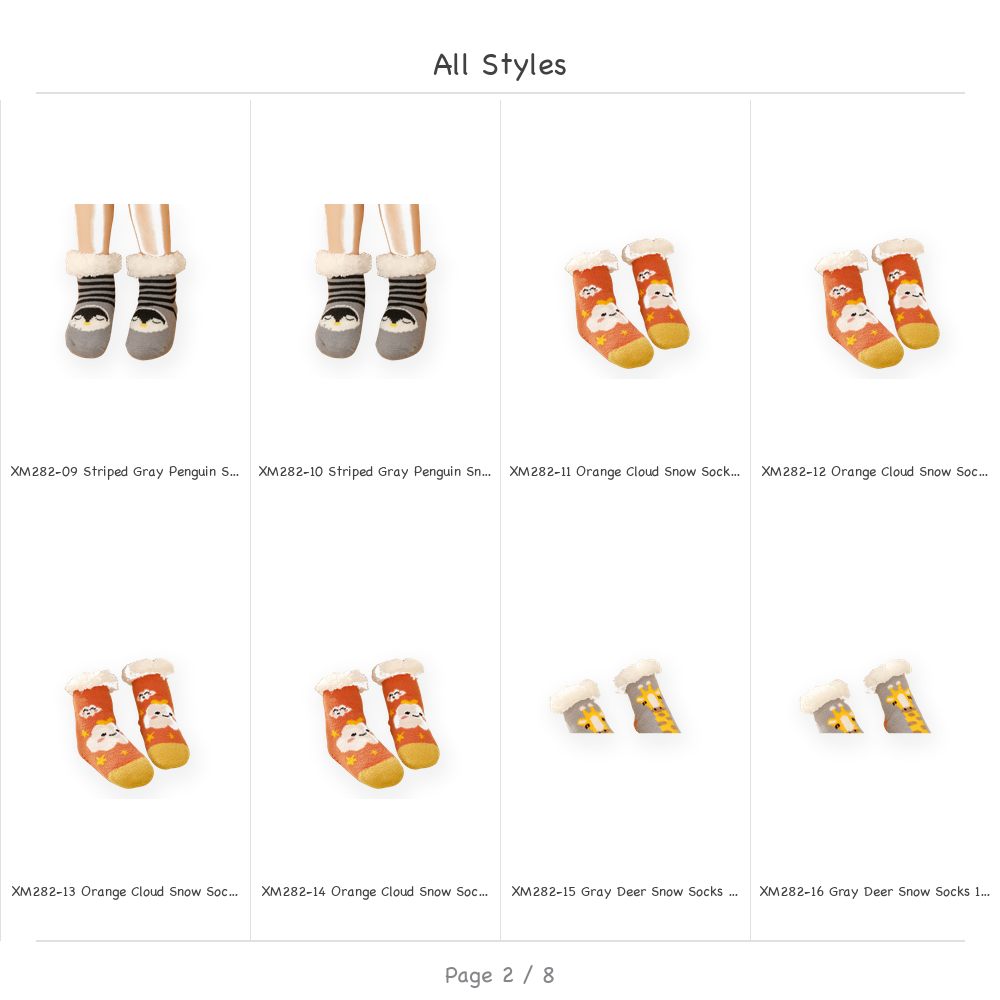 All Styles
XM282-09 Striped Gray Penguin S...
XM282-10 Striped Gray Penguin Sn...
XM282-11 Orange Cloud Snow Sock...
XM282-12 Orange Cloud Snow Soc...
XM282-13 Orange Cloud Snow Soc...
XM282-14 Orange Cloud Snow Soc...
XM282-15 Gray Deer Snow Socks ...
XM282-16 Gray Deer Snow Socks 1...
Page 2 / 8